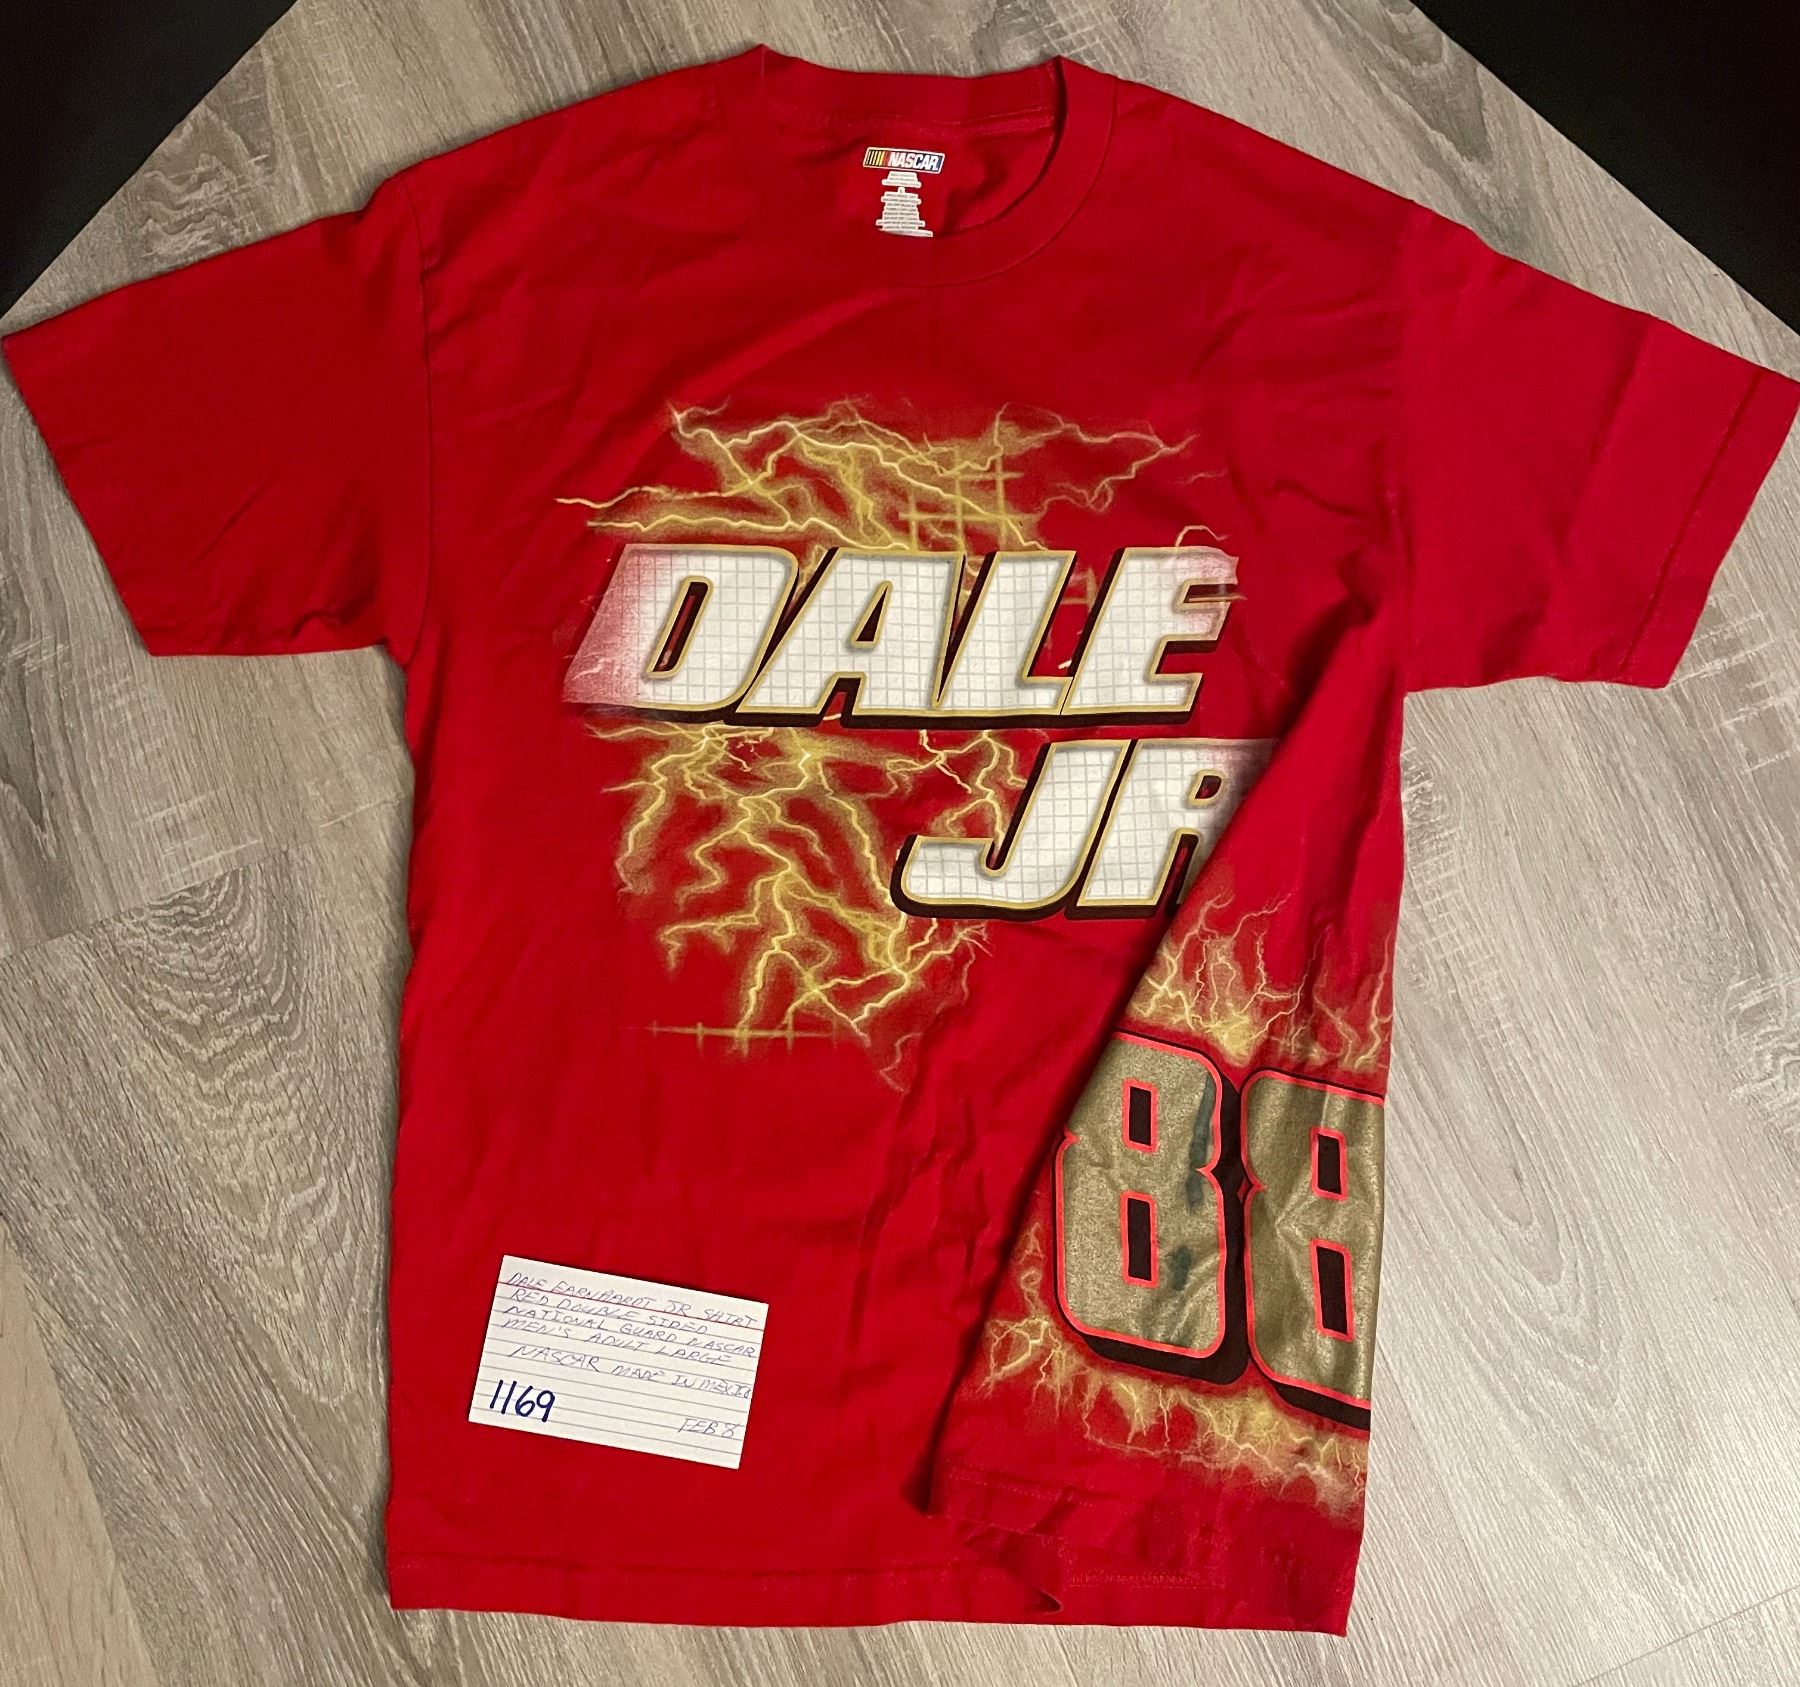 NASCAR
DALE
JR
88
DALE EARNHARDT JR SHIRT
RED DOUBLE SIDED
NATIONAL GUARD NASCAR
MEN'S ADULT LARGE
NASCAR MADE IN MEXICO
1169
FEB 8